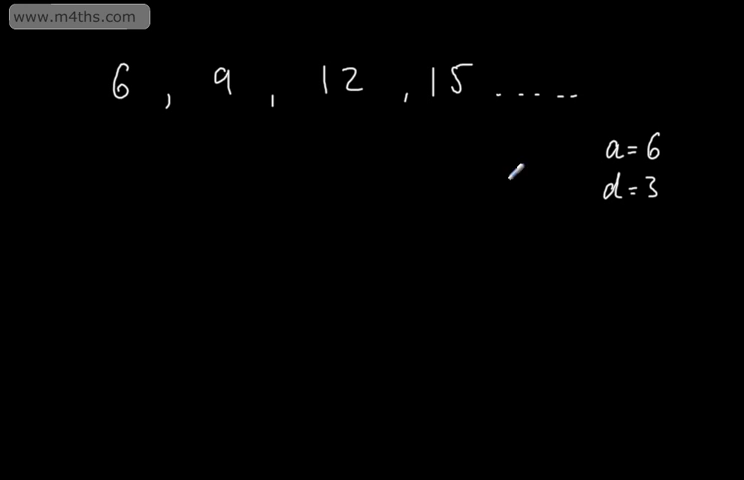 www.m4ths.com
6 , 9 , 12 , 15 .....
a = 6
d = 3